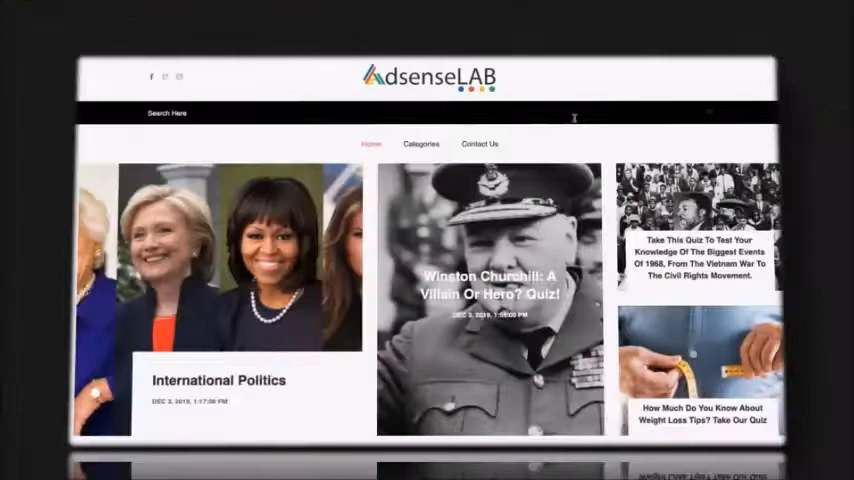 AdsenseLAB
Search Here
Home
Categories
Contact Us
International Politics
DEC 3, 2019, 1:17:00 PM
Winston Churchill: A
Villain Or Hero? Quiz!
DEC 3, 2019, 1:55:00 PM
Take This Quiz To Test Your
Knowledge Of The Biggest Events
Of 1968, From The Vietnam War To
The Civil Rights Movement.
How Much Do You Know About
Weight Loss Tips? Take Our Quiz